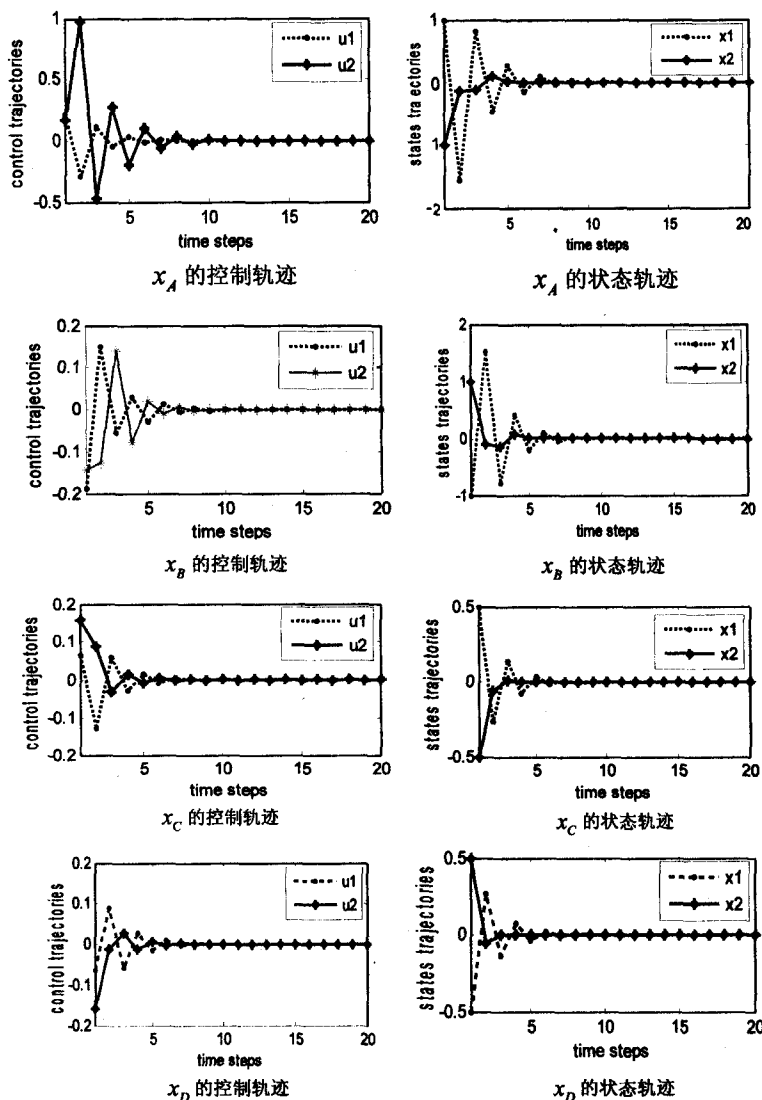 control trajectories
1
0.5
0
-0.5
5
10
15
20
time steps
u1
u2
x_A 的控制轨迹
states tra ectories
1
0
1
-2
5
10
15
20
time steps
x1
x2
x_A 的状态轨迹
control trajectories
0.2
0.1
0
-0.1
-0.2
5
10
15
20
time steps
u1
u2
x_B 的控制轨迹
states trajectories
2
1
0
-1
5
10
15
20
time steps
x1
x2
x_B 的状态轨迹
control trajectories
0.2
0.1
0
-0.1
-0.2
5
10
15
20
time steps
u1
u2
x_C 的控制轨迹
states trajectories
0.5
0
-0.5
5
10
15
20
time steps
x1
x2
x_C 的状态轨迹
control trajectories
0.2
0.1
0
-0.1
-0.2
5
10
15
20
time steps
u1
u2
x_D 的控制轨迹
states trajectories
0.5
0
-0.5
5
10
15
20
time steps
x1
x2
x_D 的状态轨迹